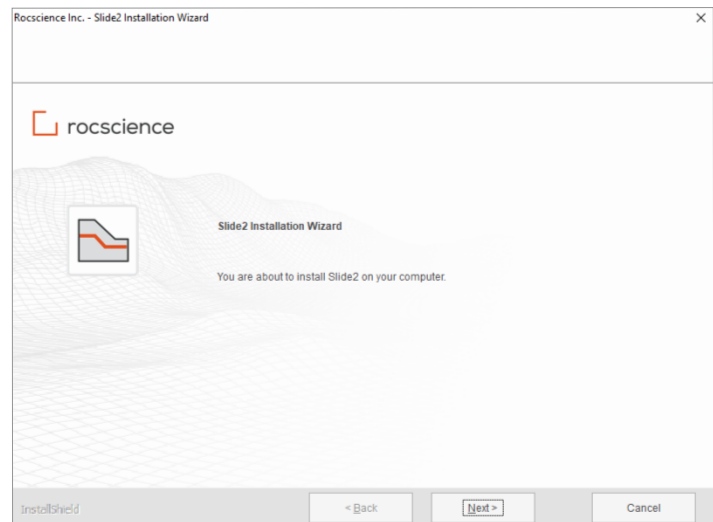 Rocscience Inc. - Slide2 Installation Wizard
rocscience
Slide2 Installation Wizard
You are about to install Slide2 on your computer.
InstallShield
< Back
Next >
Cancel